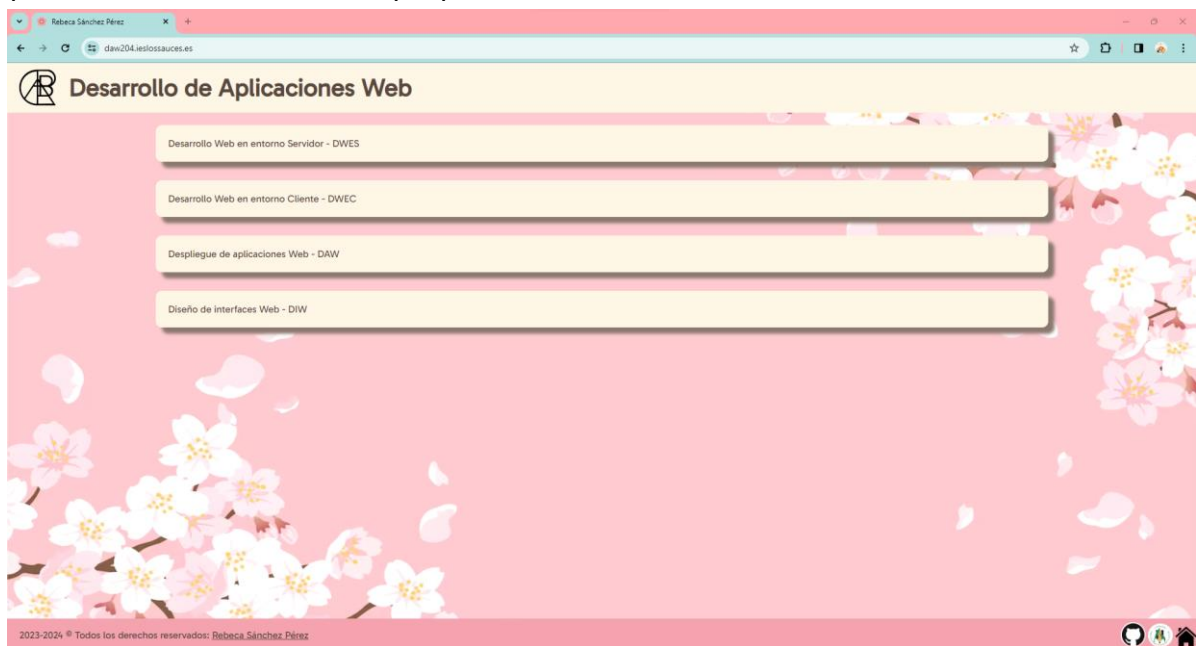 Rebeca Sánchez Pérez
daw204.ieslossauces.es
Desarrollo de Aplicaciones Web
Desarrollo Web en entorno Servidor - DWES
Desarrollo Web en entorno Cliente - DWEC
Despliegue de aplicaciones Web - DAW
Diseño de interfaces Web - DIW
2023-2024 © Todos los derechos reservados: Rebeca Sánchez Pérez